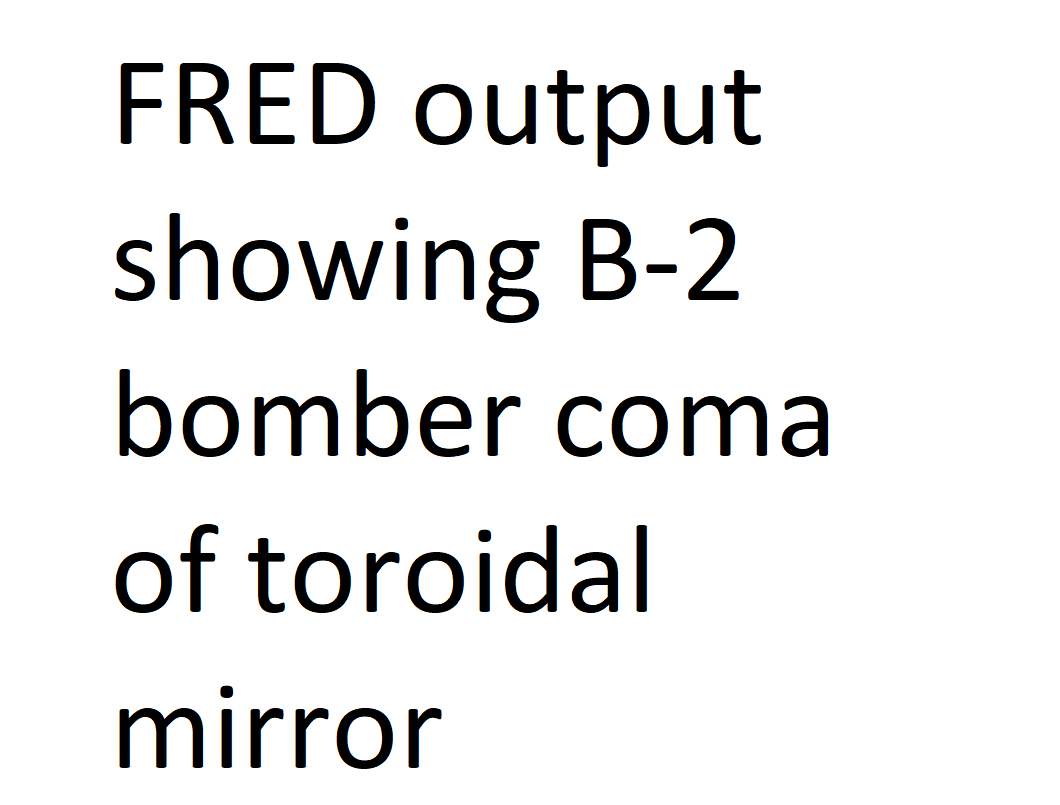 FRED output
showing B-2
bomber coma
of toroidal
mirror